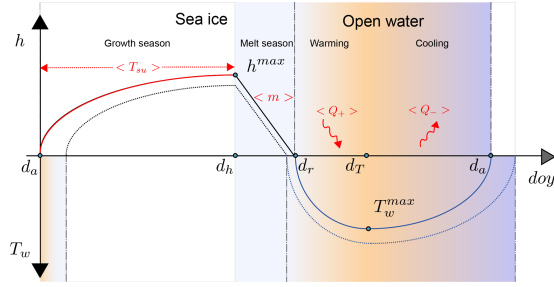 Sea ice
Open water
h
Growth season
Melt season
Warming
Cooling
< T_su >
h^max
< m >
< Q_+ >
< Q_- >
d_a
d_h
d_r
d_T
d_a
doy
T_w^max
T_w